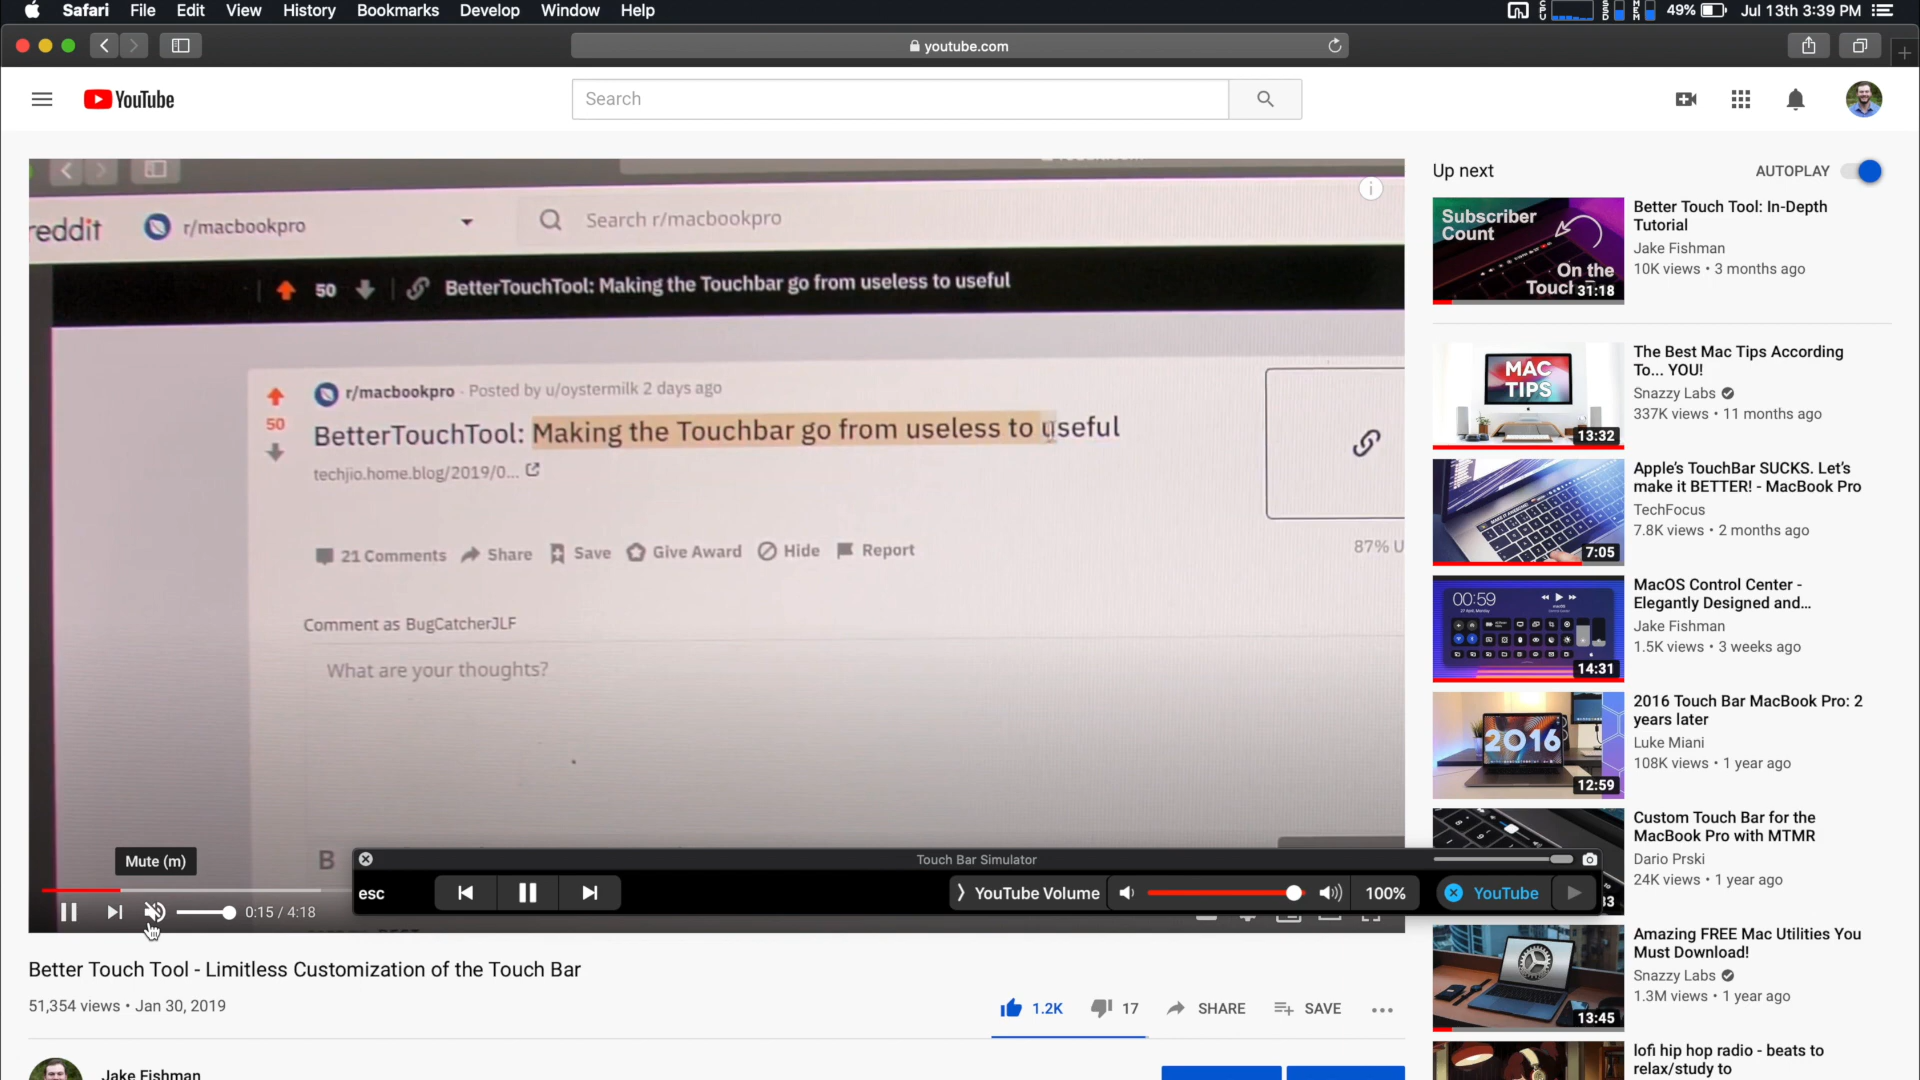 Safari File Edit View History Bookmarks Develop Window Help
CPU SSD MEM 49% Jul 13th 3:39 PM
youtube.com
YouTube
Search
reddit r/macbookpro Search r/macbookpro
50 BetterTouchTool: Making the Touchbar go from useless to useful
r/macbookpro · Posted by u/oystermilk 2 days ago
50
BetterTouchTool: Making the Touchbar go from useless to useful
techjio.home.blog/2019/0...
21 Comments Share Save Give Award Hide Report
87% U
Comment as BugCatcherJLF
What are your thoughts?
B
Mute (m)
0:15 / 4:18
Touch Bar Simulator
esc
YouTube Volume
100%
YouTube
Better Touch Tool - Limitless Customization of the Touch Bar
51,354 views • Jan 30, 2019
1.2K 17 SHARE SAVE
Jake Fishman
Up next
AUTOPLAY
Subscriber
Count
On the
31:18
Better Touch Tool: In-Depth
Tutorial
Jake Fishman
10K views • 3 months ago
MAC
TIPS
13:32
The Best Mac Tips According
To... YOU!
Snazzy Labs
337K views • 11 months ago
7:05
Apple's TouchBar SUCKS. Let's
make it BETTER! - MacBook Pro
TechFocus
7.8K views • 2 months ago
00:59
14:31
MacOS Control Center -
Elegantly Designed and...
Jake Fishman
1.5K views • 3 weeks ago
2016
12:59
2016 Touch Bar MacBook Pro: 2
years later
Luke Miani
108K views • 1 year ago
Custom Touch Bar for the
MacBook Pro with MTMR
Dario Prski
24K views • 1 year ago
13:45
Amazing FREE Mac Utilities You
Must Download!
Snazzy Labs
1.3M views • 1 year ago
lofi hip hop radio - beats to
relax/study to